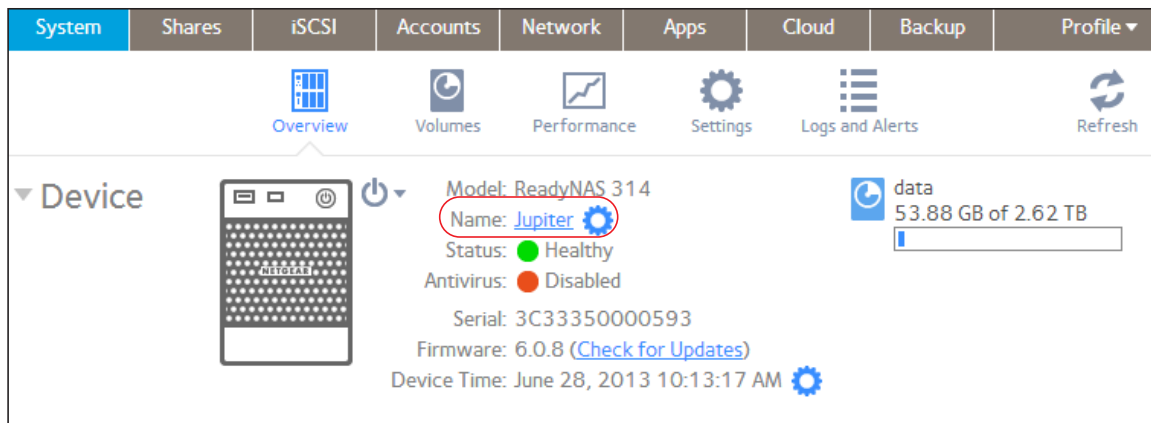 System Shares iSCSI Accounts Network Apps Cloud Backup Profile
Overview Volumes Performance Settings Logs and Alerts Refresh
Device
NETGEAR
Model: ReadyNAS 314
Name: Jupiter
Status: Healthy
Antivirus: Disabled
Serial: 3C33350000593
Firmware: 6.0.8 (Check for Updates)
Device Time: June 28, 2013 10:13:17 AM
data
53.88 GB of 2.62 TB